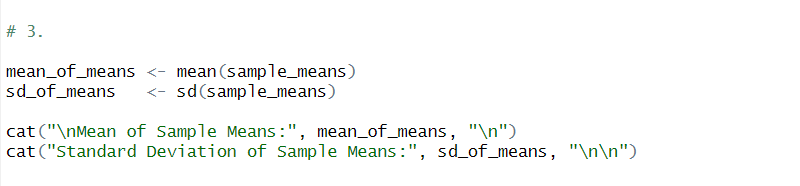 # 3.
mean_of_means <- mean(sample_means)
sd_of_means   <- sd(sample_means)
cat("\nMean of Sample Means:", mean_of_means, "\n")
cat("Standard Deviation of Sample Means:", sd_of_means, "\n\n")